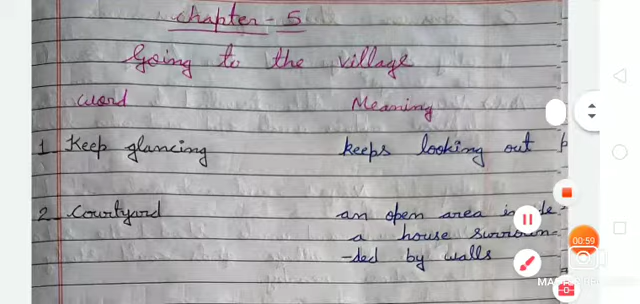 chapter - 5
Going to the village
word Meaning
1 Keep glancing keeps looking out
2. Courtyard an open area inside
a house surroun-
-ded by walls
00:59